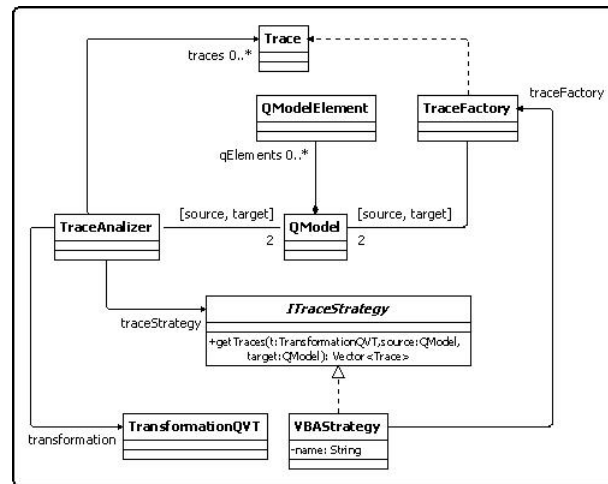 Trace
traces 0..*
traceFactory
QModelElement
TraceFactory
qElements 0..*
[source, target]
[source, target]
TraceAnalizer
QModel
2
2
ITraceStrategy
traceStrategy
+getTraces(t:TransformationQVT,source:QModel,
target:QModel): Vector<Trace>
TransformationQVT
VBAStrategy
transformation
-name: String